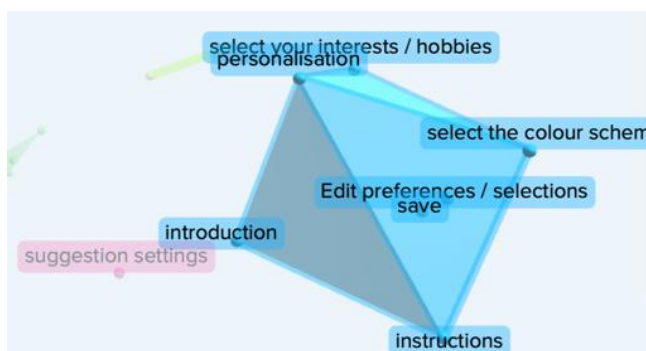 select your interests / hobbies
personalisation
select the colour schem
Edit preferences / selections
save
introduction
suggestion settings
instructions